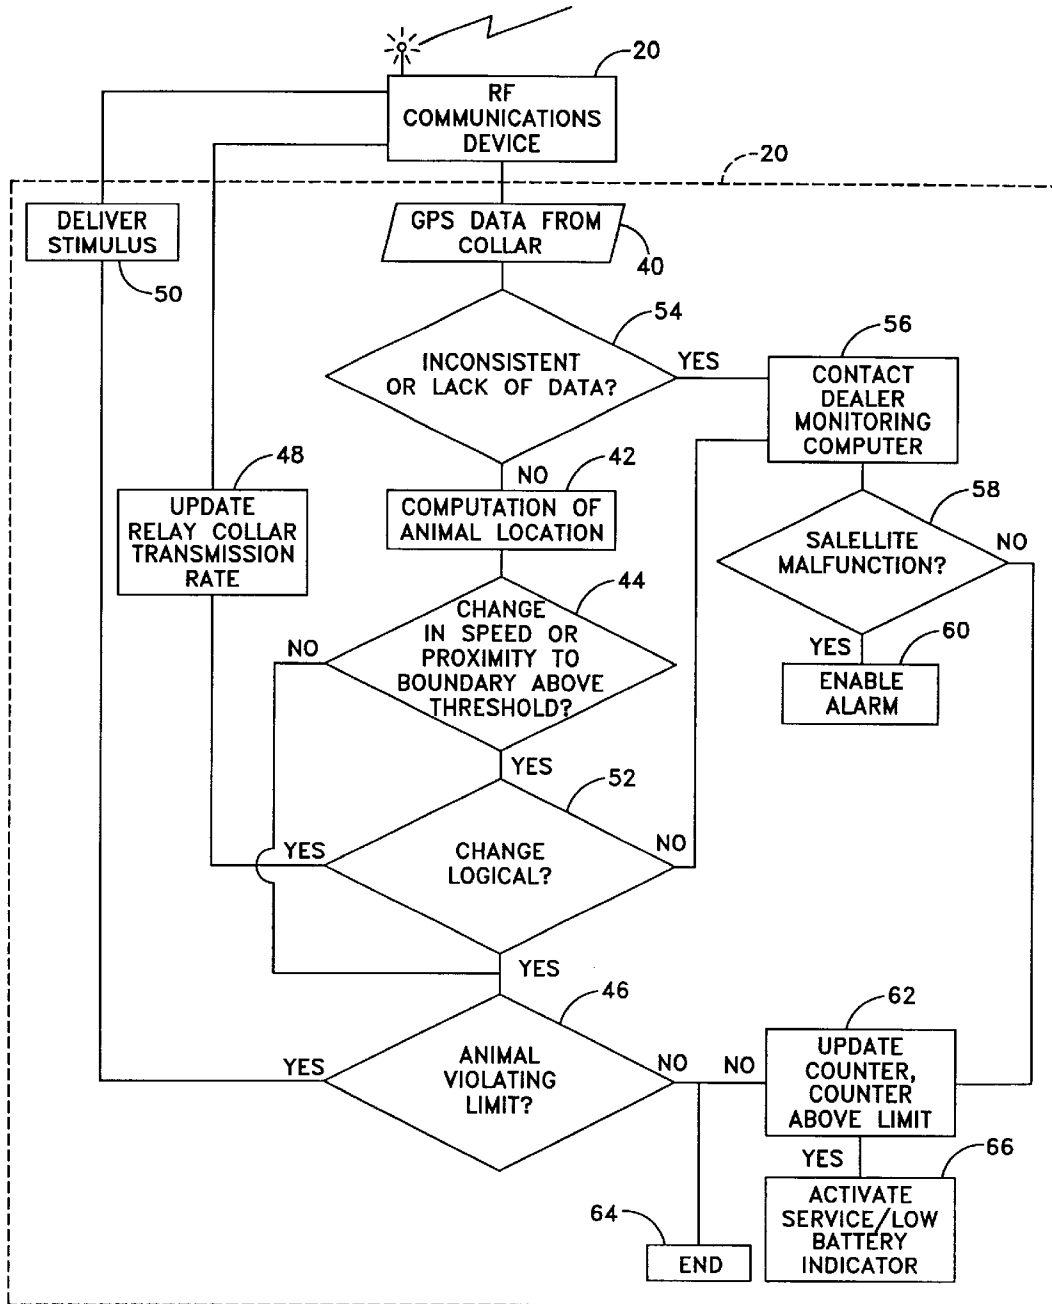 20
RF
COMMUNICATIONS
DEVICE
20
DELIVER
STIMULUS
50
GPS DATA FROM
COLLAR
40
54
INCONSISTENT
OR LACK OF DATA?
YES
56
CONTACT
DEALER
MONITORING
COMPUTER
NO
48
UPDATE
RELAY COLLAR
TRANSMISSION
RATE
42
COMPUTATION OF
ANIMAL LOCATION
58
SALELLITE
MALFUNCTION?
NO
44
CHANGE
IN SPEED OR
PROXIMITY TO
BOUNDARY ABOVE
THRESHOLD?
NO
YES
60
ENABLE
ALARM
YES
52
CHANGE
LOGICAL?
YES
NO
YES
46
ANIMAL
VIOLATING
LIMIT?
YES
NO
NO
62
UPDATE
COUNTER,
COUNTER
ABOVE LIMIT
YES
66
ACTIVATE
SERVICE/LOW
BATTERY
INDICATOR
64
END